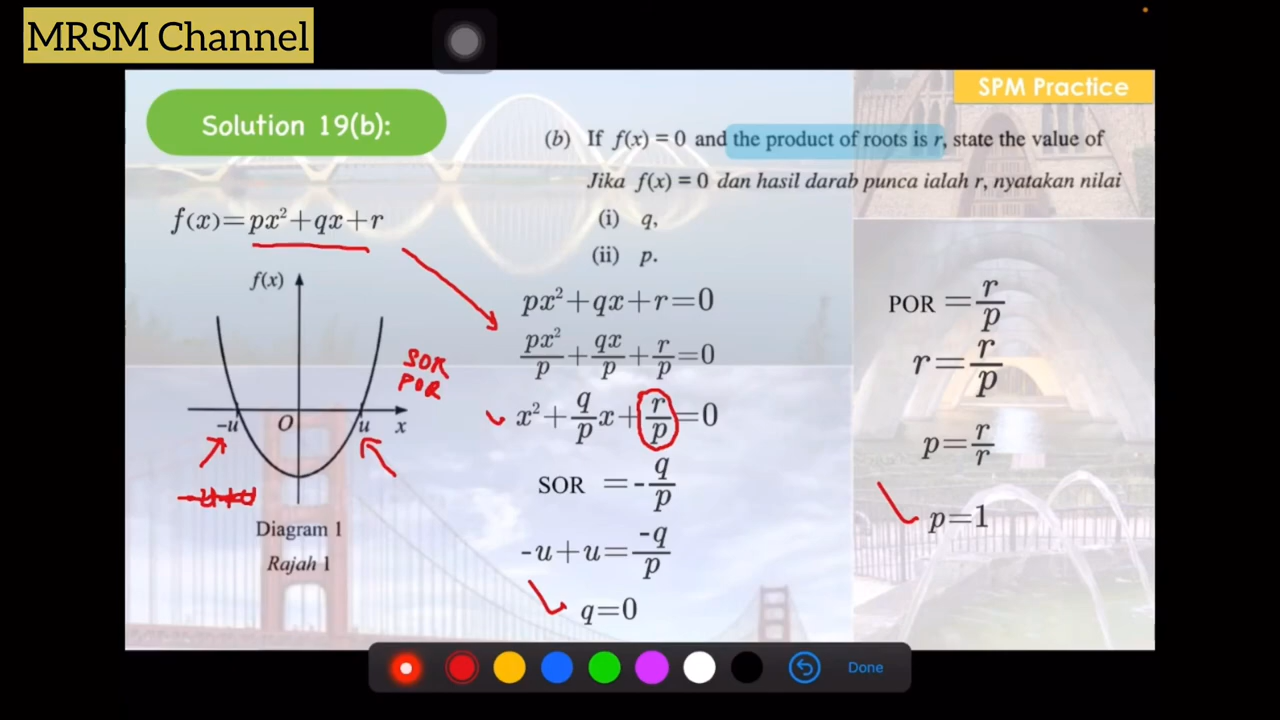 MRSM Channel
SPM Practice
Solution 19(b):
(b) If f(x) = 0 and the product of roots is r, state the value of
Jika f(x) = 0 dan hasil darab punca ialah r, nyatakan nilai
(i) q,
(ii) p.
f(x)=px²+qx+r
f(x)
-u
O
u
x
SOR
POR
-u+u
Diagram 1
Rajah 1
px²+qx+r=0
px²/p+qx/p+r/p=0
x²+q/p x+r/p=0
SOR =-q/p
-u+u=-q/p
q=0
POR =r/p
r=r/p
p=r/r
p=1
Done